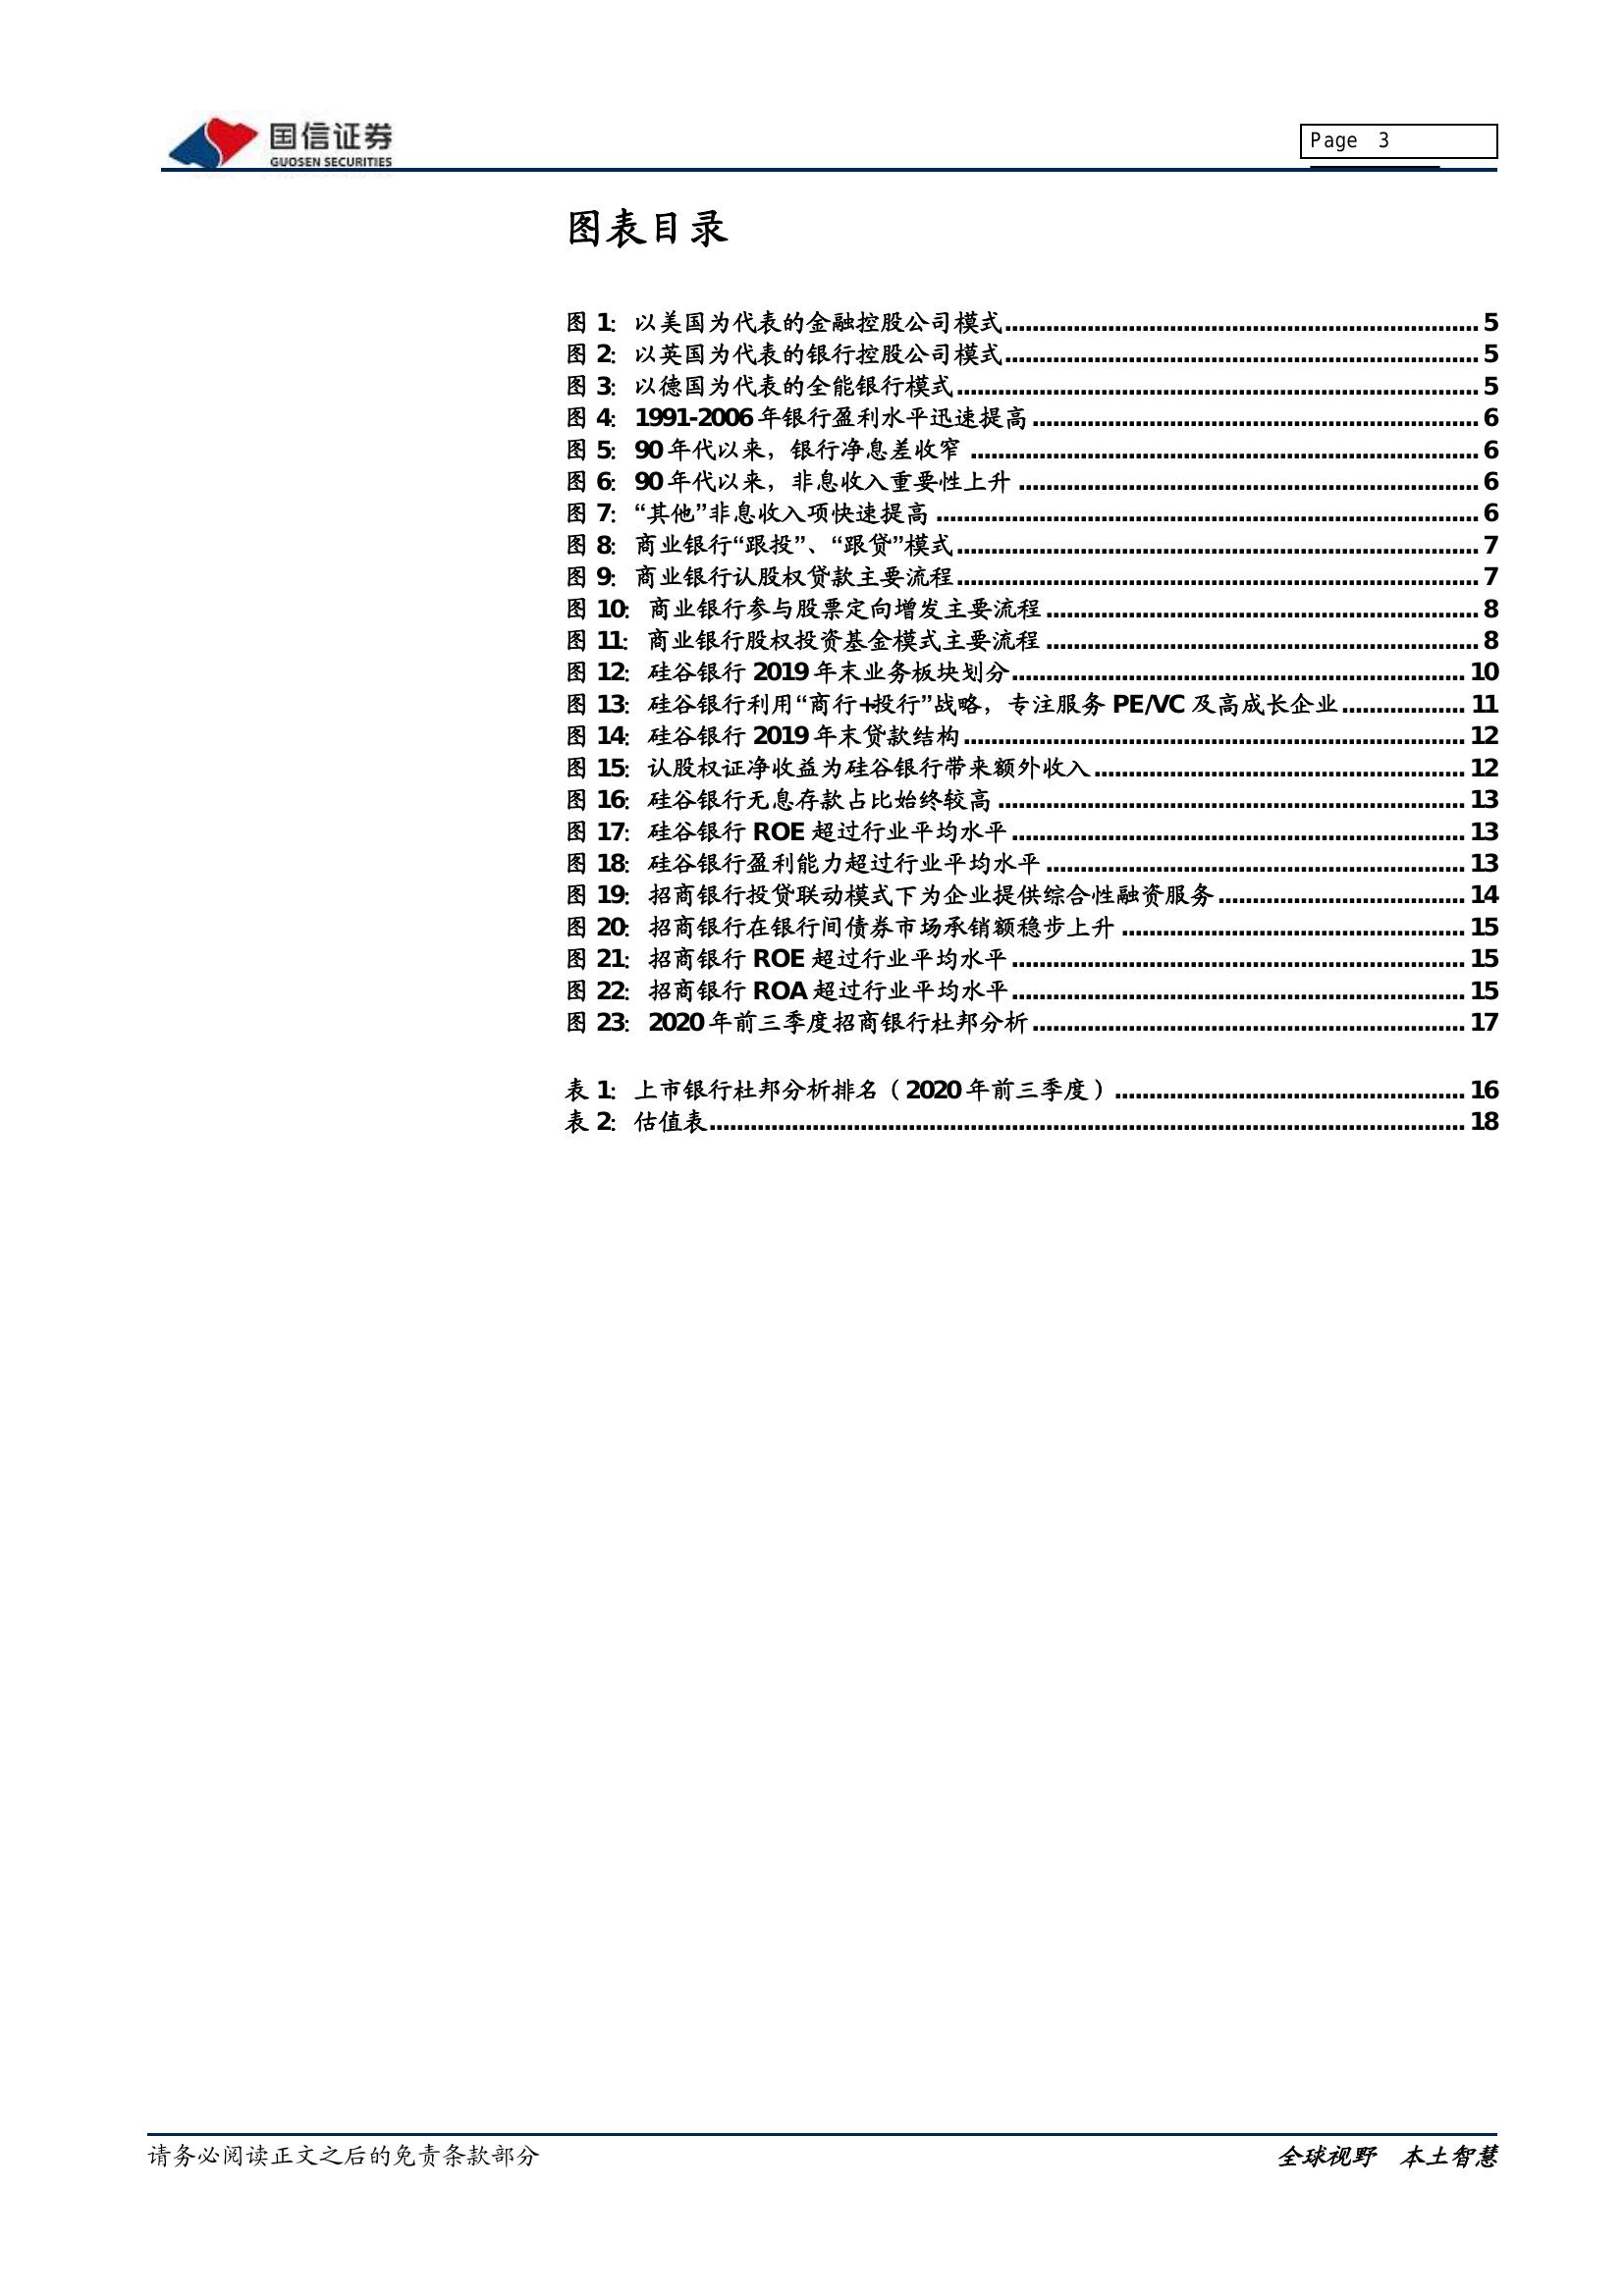 国信证券
GUOSEN SECURITIES
Page 3
图表目录
图 1：以美国为代表的金融控股公司模式 5
图 2：以英国为代表的银行控股公司模式 5
图 3：以德国为代表的全能银行模式 5
图 4：1991-2006 年银行盈利水平迅速提高 6
图 5：90 年代以来，银行净息差收窄 6
图 6：90 年代以来，非息收入重要性上升 6
图 7：“其他”非息收入项快速提高 6
图 8：商业银行“跟投”、“跟贷”模式 7
图 9：商业银行认股权贷款主要流程 7
图 10：商业银行参与股票定向增发主要流程 8
图 11：商业银行股权投资基金模式主要流程 8
图 12：硅谷银行 2019 年末业务板块划分 10
图 13：硅谷银行利用“商行+投行”战略，专注服务 PE/VC 及高成长企业 11
图 14：硅谷银行 2019 年末贷款结构 12
图 15：认股权证净收益为硅谷银行带来额外收入 12
图 16：硅谷银行无息存款占比始终较高 13
图 17：硅谷银行 ROE 超过行业平均水平 13
图 18：硅谷银行盈利能力超过行业平均水平 13
图 19：招商银行投贷联动模式下为企业提供综合性融资服务 14
图 20：招商银行在银行间债券市场承销额稳步上升 15
图 21：招商银行 ROE 超过行业平均水平 15
图 22：招商银行 ROA 超过行业平均水平 15
图 23：2020 年前三季度招商银行杜邦分析 17
表 1：上市银行杜邦分析排名（2020 年前三季度） 16
表 2：估值表 18
请务必阅读正文之后的免责条款部分
全球视野 本土智慧